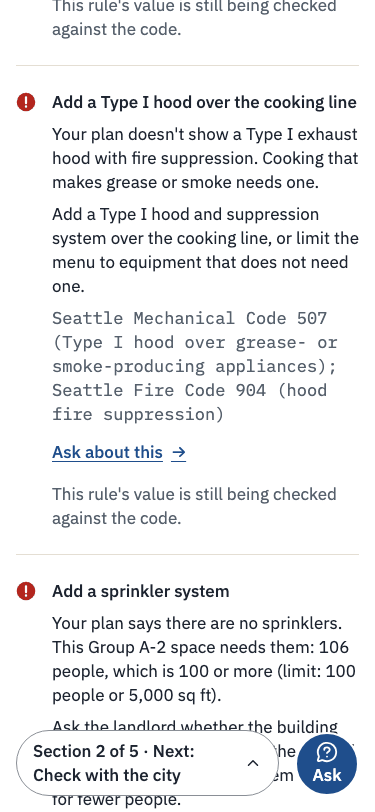 This rule's value is still being checked
against the code.
Add a Type I hood over the cooking line
Your plan doesn't show a Type I exhaust
hood with fire suppression. Cooking that
makes grease or smoke needs one.
Add a Type I hood and suppression
system over the cooking line, or limit the
menu to equipment that does not need
one.
Seattle Mechanical Code 507
(Type I hood over grease- or
smoke-producing appliances);
Seattle Fire Code 904 (hood
fire suppression)
Ask about this →
This rule's value is still being checked
against the code.
Add a sprinkler system
Your plan says there are no sprinklers.
This Group A-2 space needs them: 106
people, which is 100 or more (limit: 100
people or 5,000 sq ft).
Ask the landlord whether the building
Section 2 of 5 · Next:
Check with the city
Ask
for fewer people.